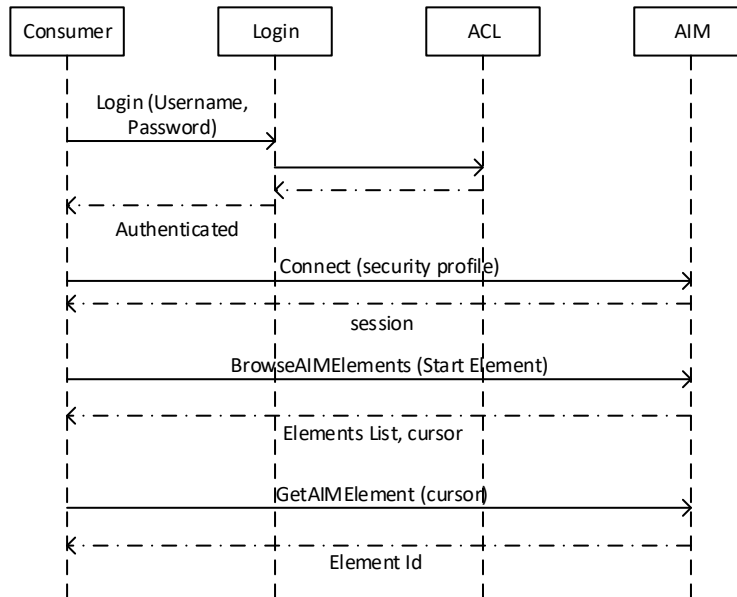 Consumer
Login
ACL
AIM
Login (Username,
Password)
Authenticated
Connect (security profile)
session
BrowseAIMElements (Start Element)
Elements List, cursor
GetAIMElement (cursor)
Element Id